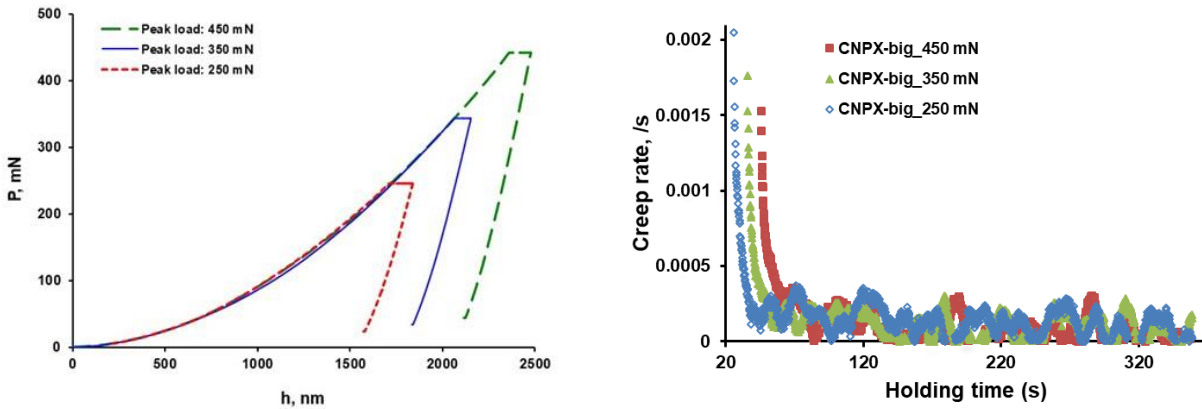 500
400
300
200
100
0
P, mN
Peak load: 450 mN
Peak load: 350 mN
Peak load: 250 mN
0
500
1000
1500
2000
2500
h, nm
0.002
0.0015
0.001
0.0005
0
Creep rate, /s
CNPX-big_450 mN
CNPX-big_350 mN
CNPX-big_250 mN
20
120
220
320
Holding time (s)